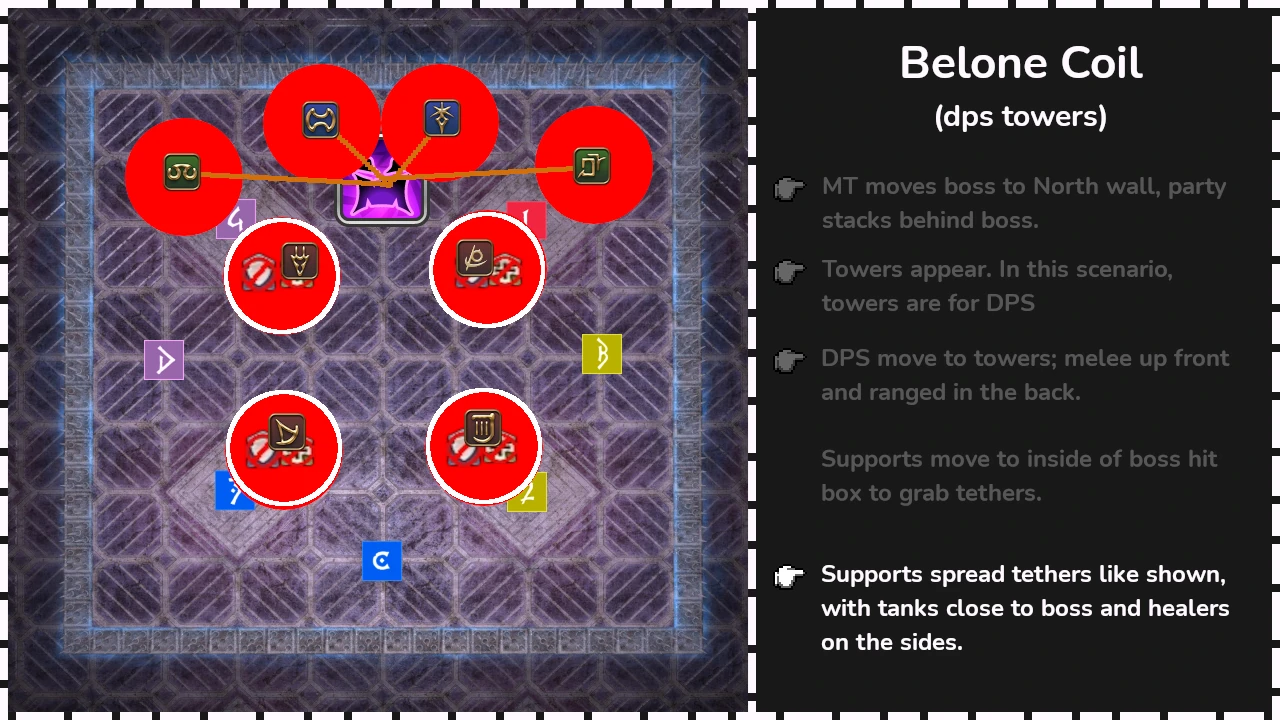 Belone Coil
(dps towers)
MT moves boss to North wall, party
stacks behind boss.
Towers appear. In this scenario,
towers are for DPS
DPS move to towers; melee up front
and ranged in the back.
Supports move to inside of boss hit
box to grab tethers.
Supports spread tethers like shown,
with tanks close to boss and healers
on the sides.